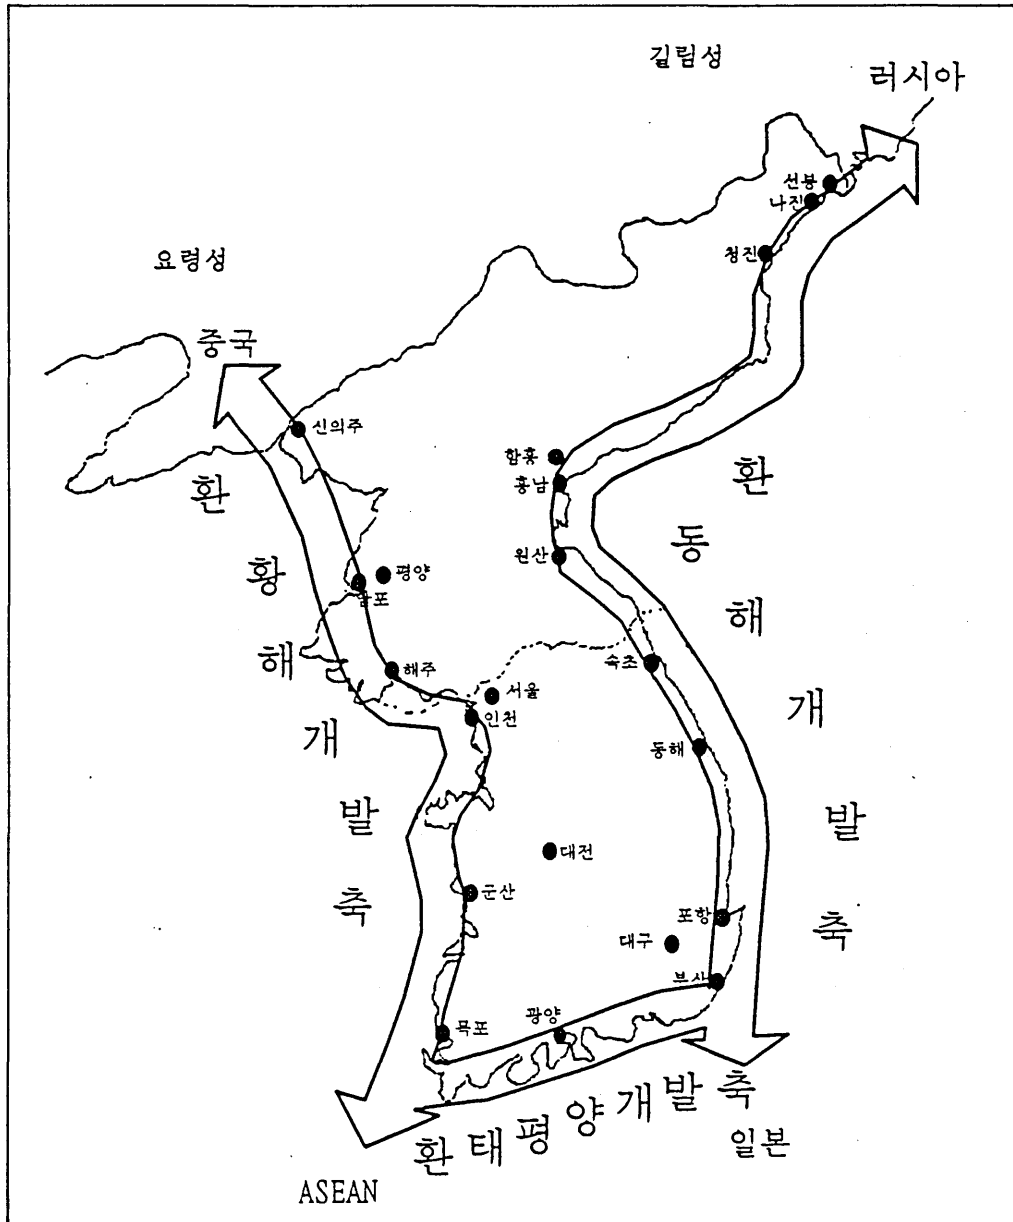 길림성
러시아
선봉
나진
청진
요령성
중국
신의주
함흥
흥남
원산
평양
해주
서울
인천
속초
동해
대전
군산
포항
대구
부산
목포
광양
환황해개발축
환동해개발축
환태평양개발축
일본
ASEAN